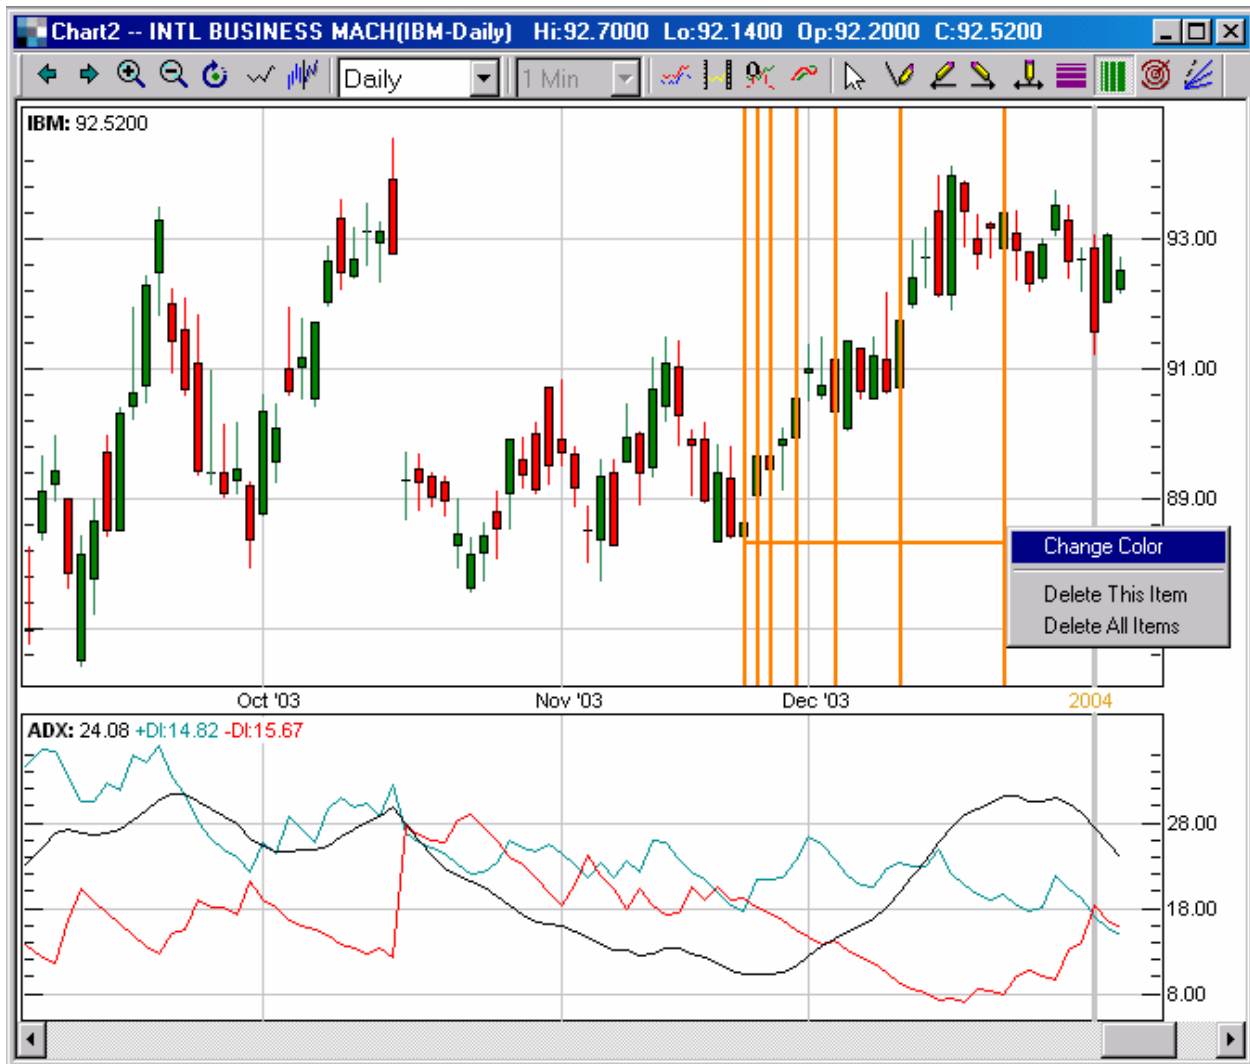 Chart2 -- INTL BUSINESS MACH(IBM-Daily) Hi:92.7000 Lo:92.1400 Op:92.2000 C:92.5200
Daily 1 Min
IBM: 92.5200
93.00
91.00
89.00
Change Color
Delete This Item
Delete All Items
Oct '03 Nov '03 Dec '03 2004
ADX: 24.08 +DI:14.82 -DI:15.67
28.00
18.00
8.00